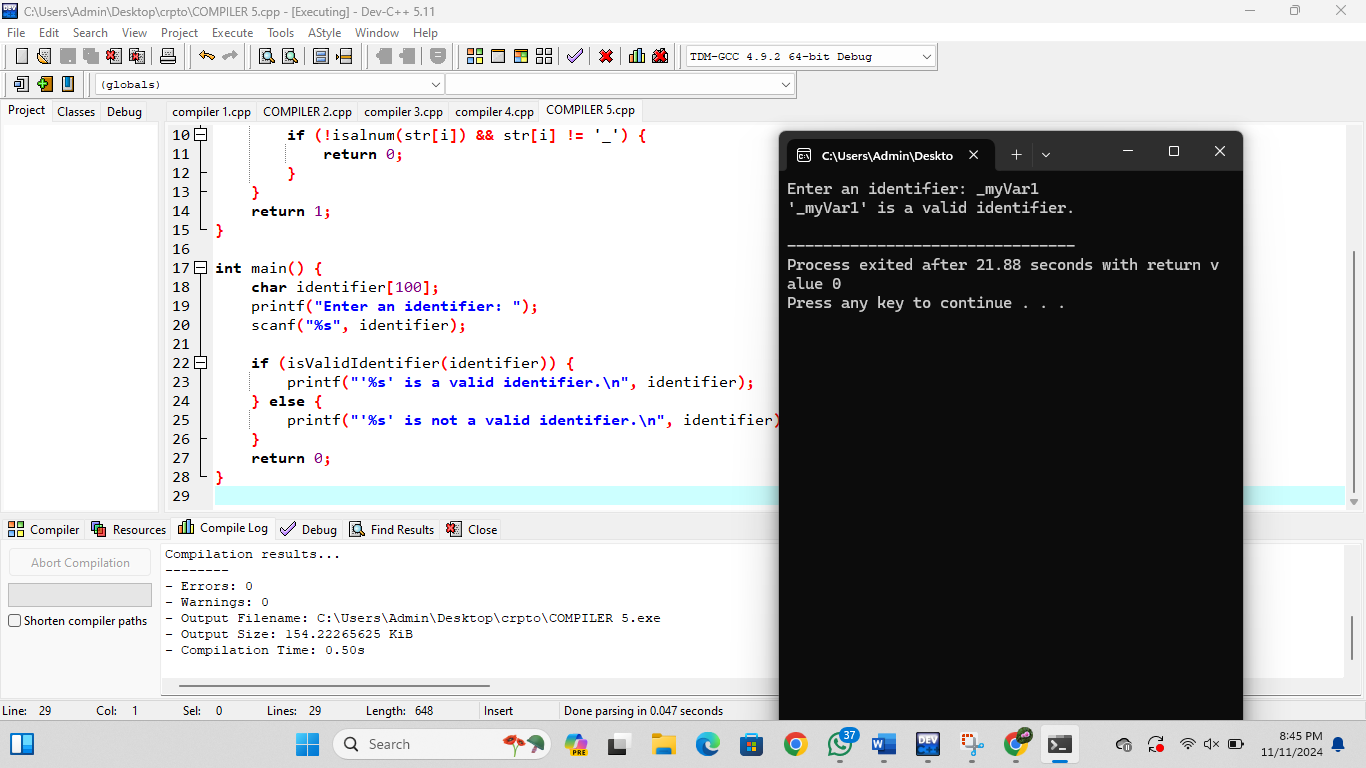 C:\Users\Admin\Desktop\crpto\COMPILER 5.cpp - [Executing] - Dev-C++ 5.11
File Edit Search View Project Execute Tools AStyle Window Help
TDM-GCC 4.9.2 64-bit Debug
(globals)
Project Classes Debug
compiler 1.cpp COMPILER 2.cpp compiler 3.cpp compiler 4.cpp COMPILER 5.cpp
10 if (!isalnum(str[i]) && str[i] != '_') {
11 return 0;
12 }
13 }
14 return 1;
15 }
16
17 int main() {
18 char identifier[100];
19 printf("Enter an identifier: ");
20 scanf("%s", identifier);
21
22 if (isValidIdentifier(identifier)) {
23 printf("'%s' is a valid identifier.\n", identifier);
24 } else {
25 printf("'%s' is not a valid identifier.\n", identifier)
26 }
27 return 0;
28 }
29
C:\Users\Admin\Deskto
Enter an identifier: _myVar1
'_myVar1' is a valid identifier.
--------------------------------
Process exited after 21.88 seconds with return v
alue 0
Press any key to continue . . .
Compiler Resources Compile Log Debug Find Results Close
Abort Compilation
Shorten compiler paths
Compilation results...
--------
- Errors: 0
- Warnings: 0
- Output Filename: C:\Users\Admin\Desktop\crpto\COMPILER 5.exe
- Output Size: 154.22265625 KiB
- Compilation Time: 0.50s
Line: 29 Col: 1 Sel: 0 Lines: 29 Length: 648 Insert Done parsing in 0.047 seconds
Search
PRE
37
DEV
8:45 PM
11/11/2024